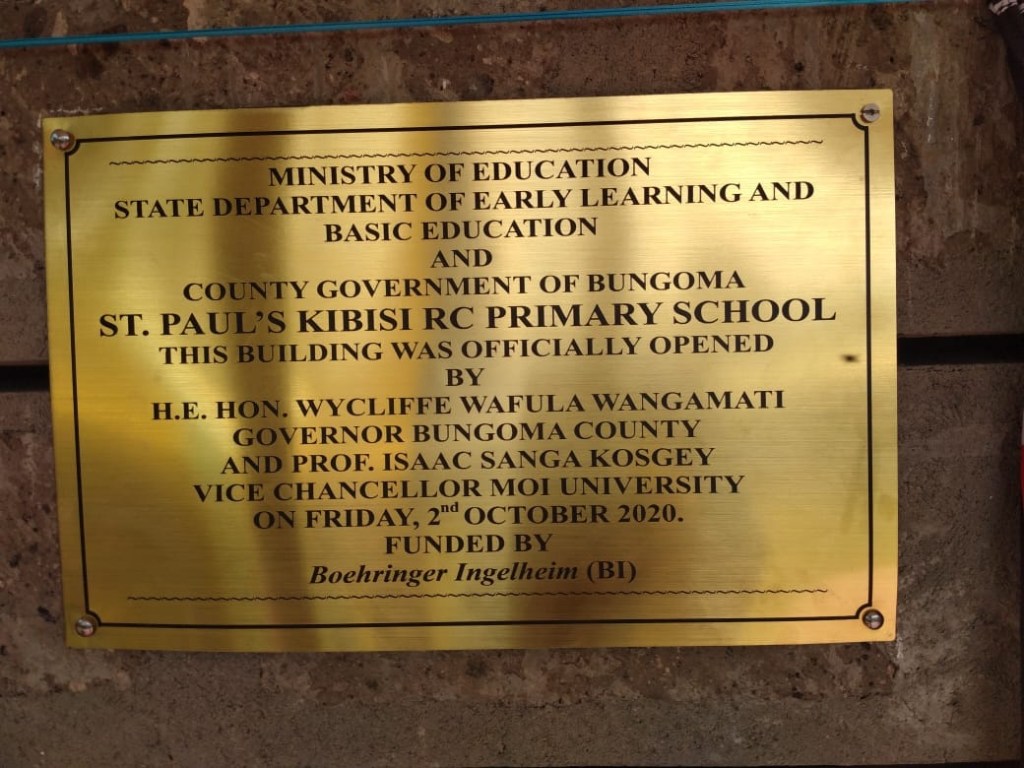 MINISTRY OF EDUCATION
STATE DEPARTMENT OF EARLY LEARNING AND
BASIC EDUCATION
AND
COUNTY GOVERNMENT OF BUNGOMA
ST. PAUL'S KIBISI RC PRIMARY SCHOOL
THIS BUILDING WAS OFFICIALLY OPENED
BY
H.E. HON. WYCLIFFE WAFULA WANGAMATI
GOVERNOR BUNGOMA COUNTY
AND PROF. ISAAC SANGA KOSGEY
VICE CHANCELLOR MOI UNIVERSITY
ON FRIDAY, 2nd OCTOBER 2020.
FUNDED BY
Boehringer Ingelheim (BI)